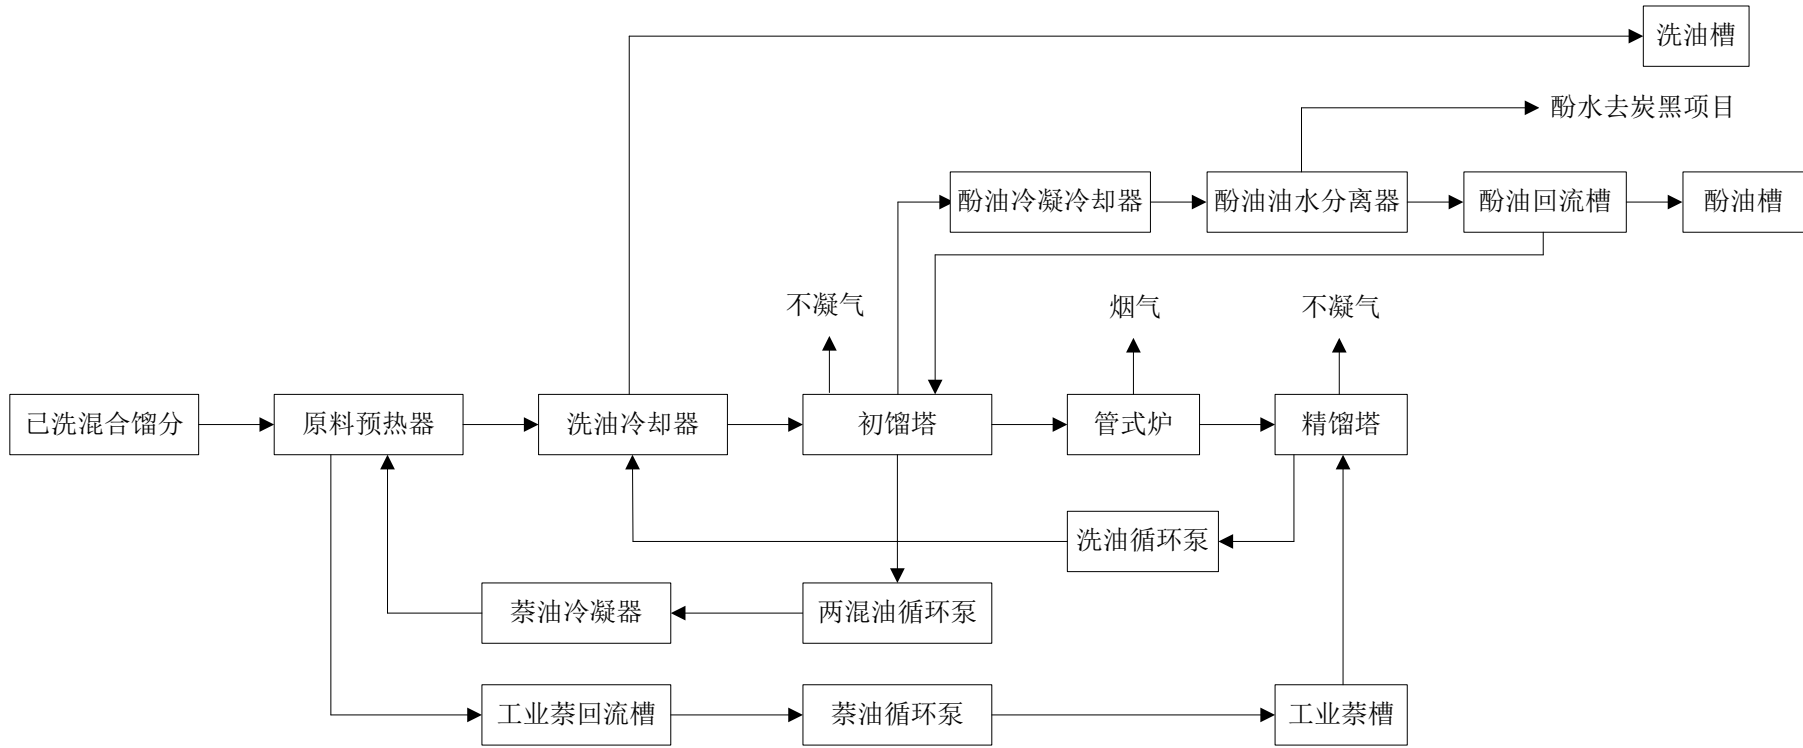 洗油槽
酚水去炭黑项目
酚油冷凝冷却器
酚油油水分离器
酚油回流槽
酚油槽
不凝气
烟气
不凝气
已洗混合馏分
原料预热器
洗油冷却器
初馏塔
管式炉
精馏塔
洗油循环泵
萘油冷凝器
两混油循环泵
工业萘回流槽
萘油循环泵
工业萘槽